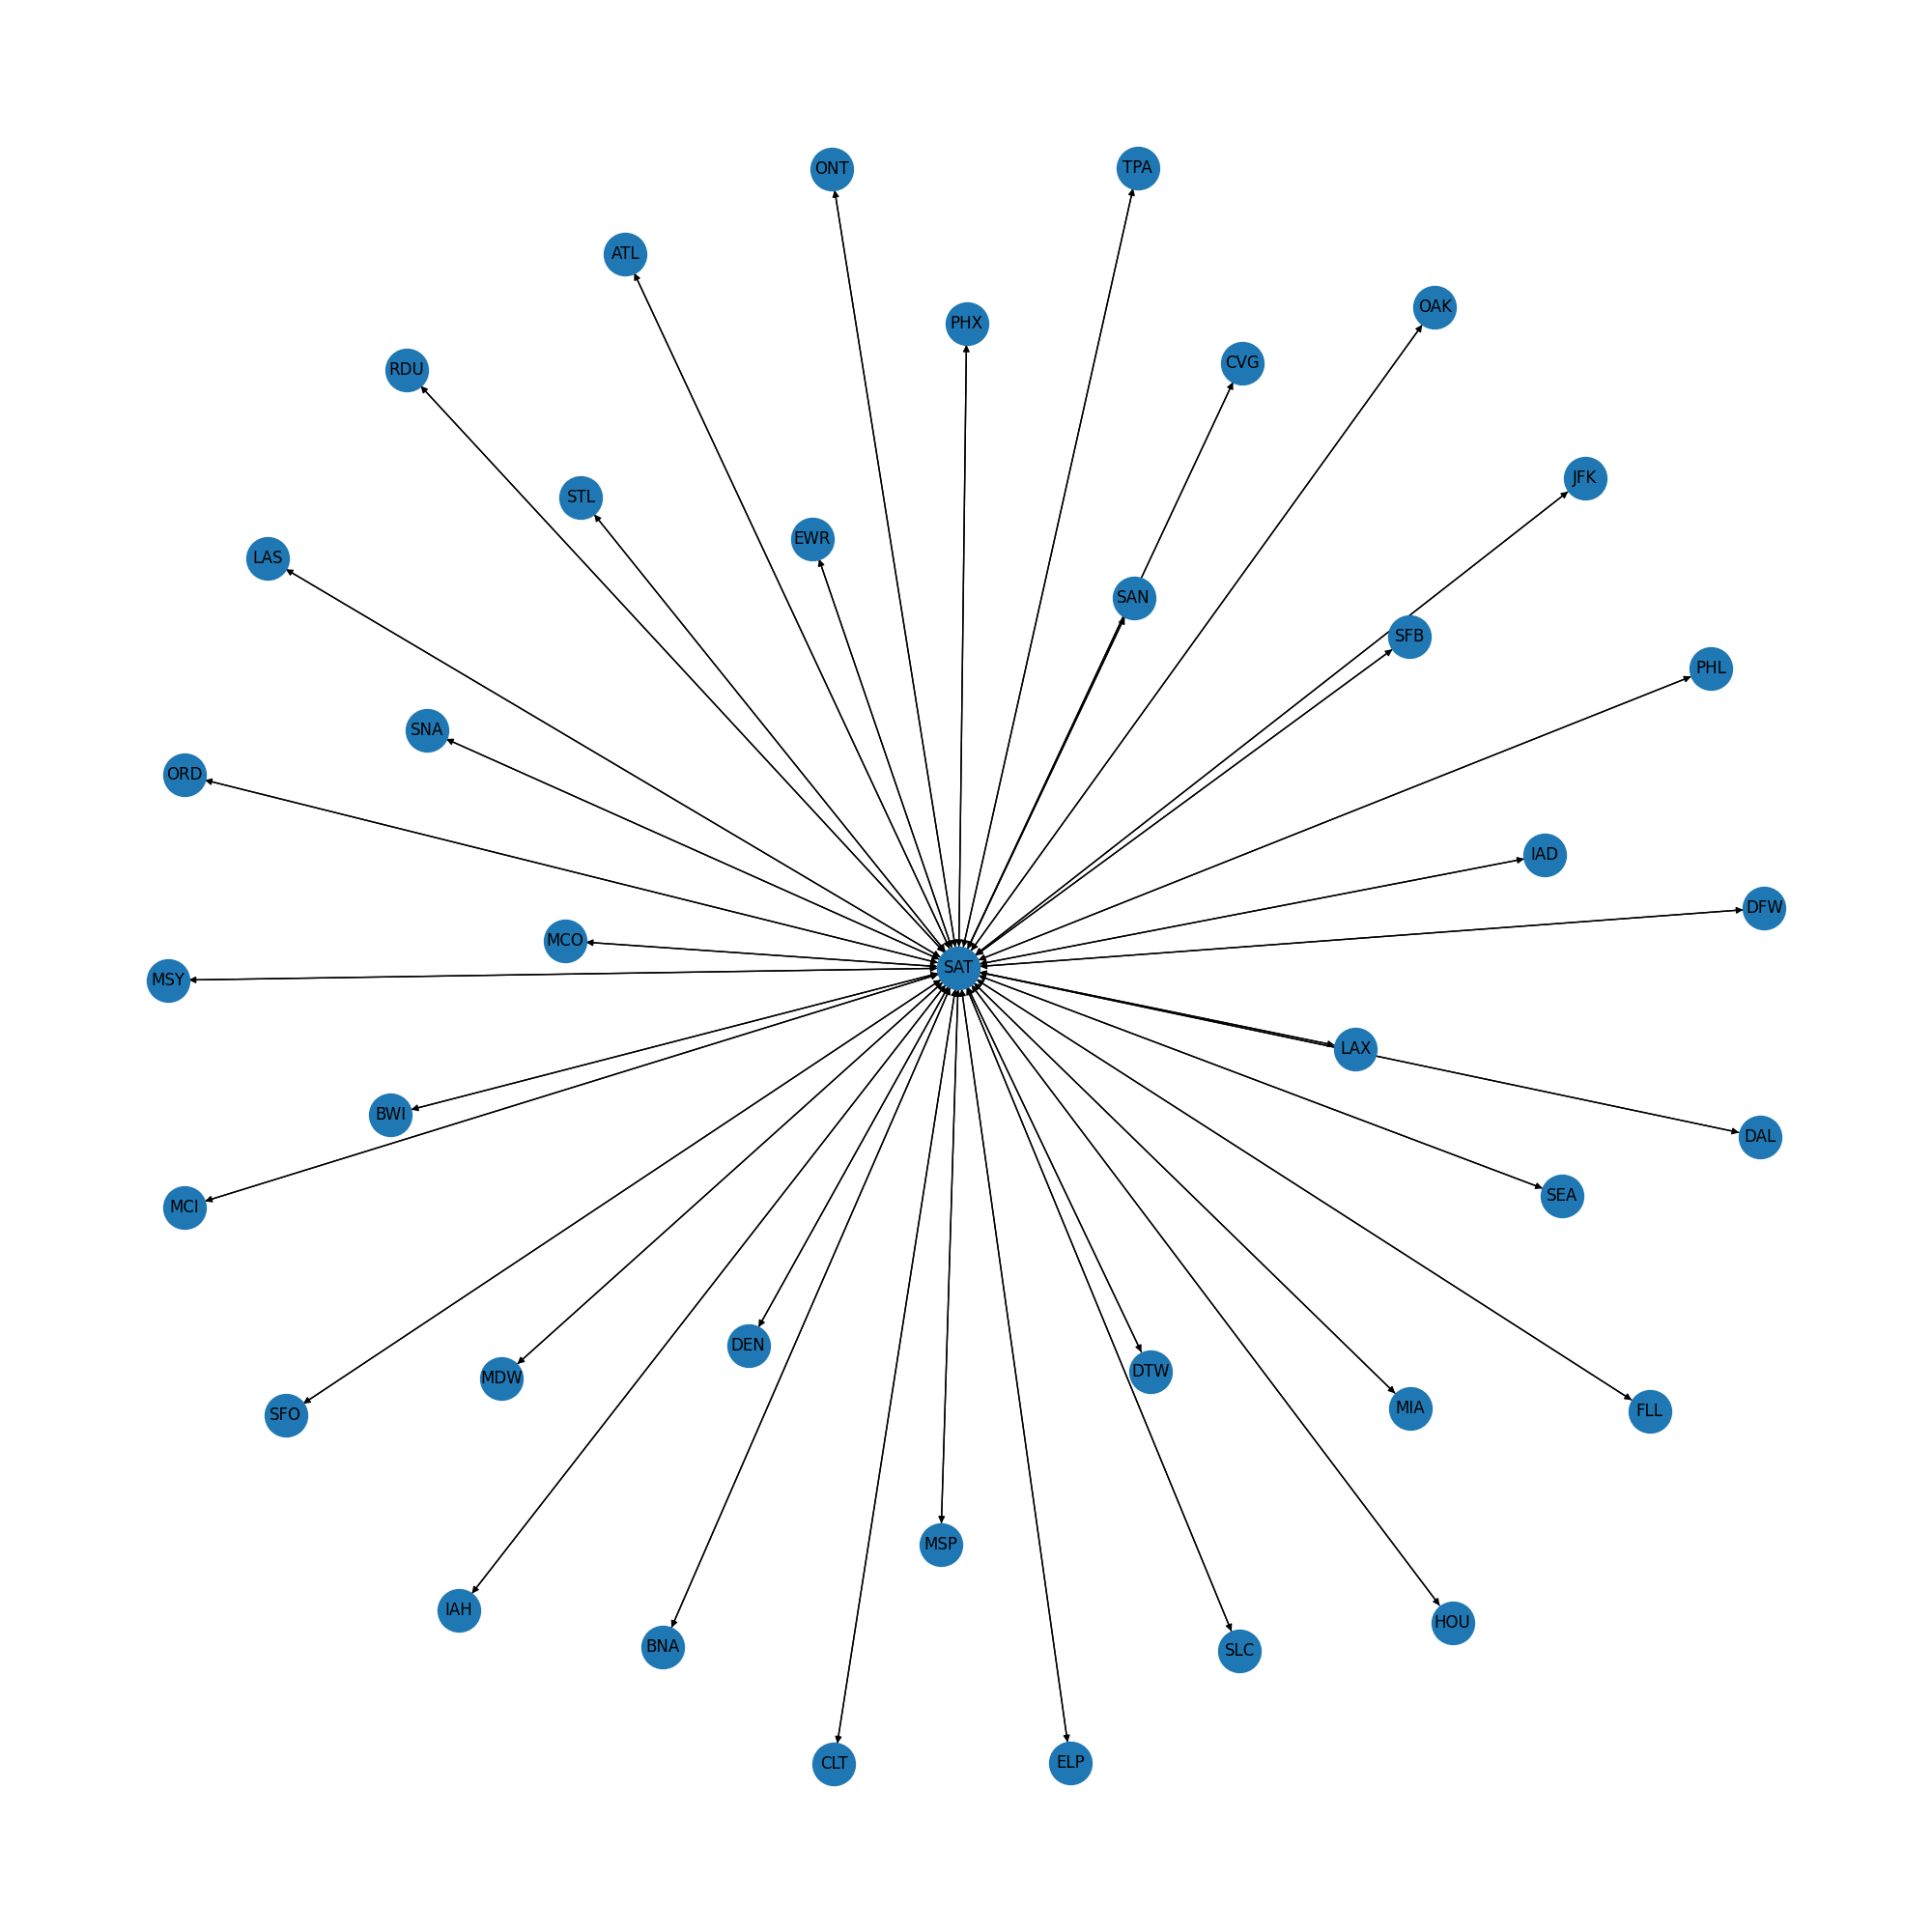 ONT
TPA
ATL
OAK
PHX
CVG
RDU
JFK
STL
EWR
LAS
SAN
SFB
PHL
SNA
ORD
IAD
DFW
MCO
SAT
MSY
LAX
BWI
DAL
SEA
MCI
DEN
DTW
MDW
MIA
FLL
SFO
MSP
IAH
HOU
BNA
SLC
CLT
ELP